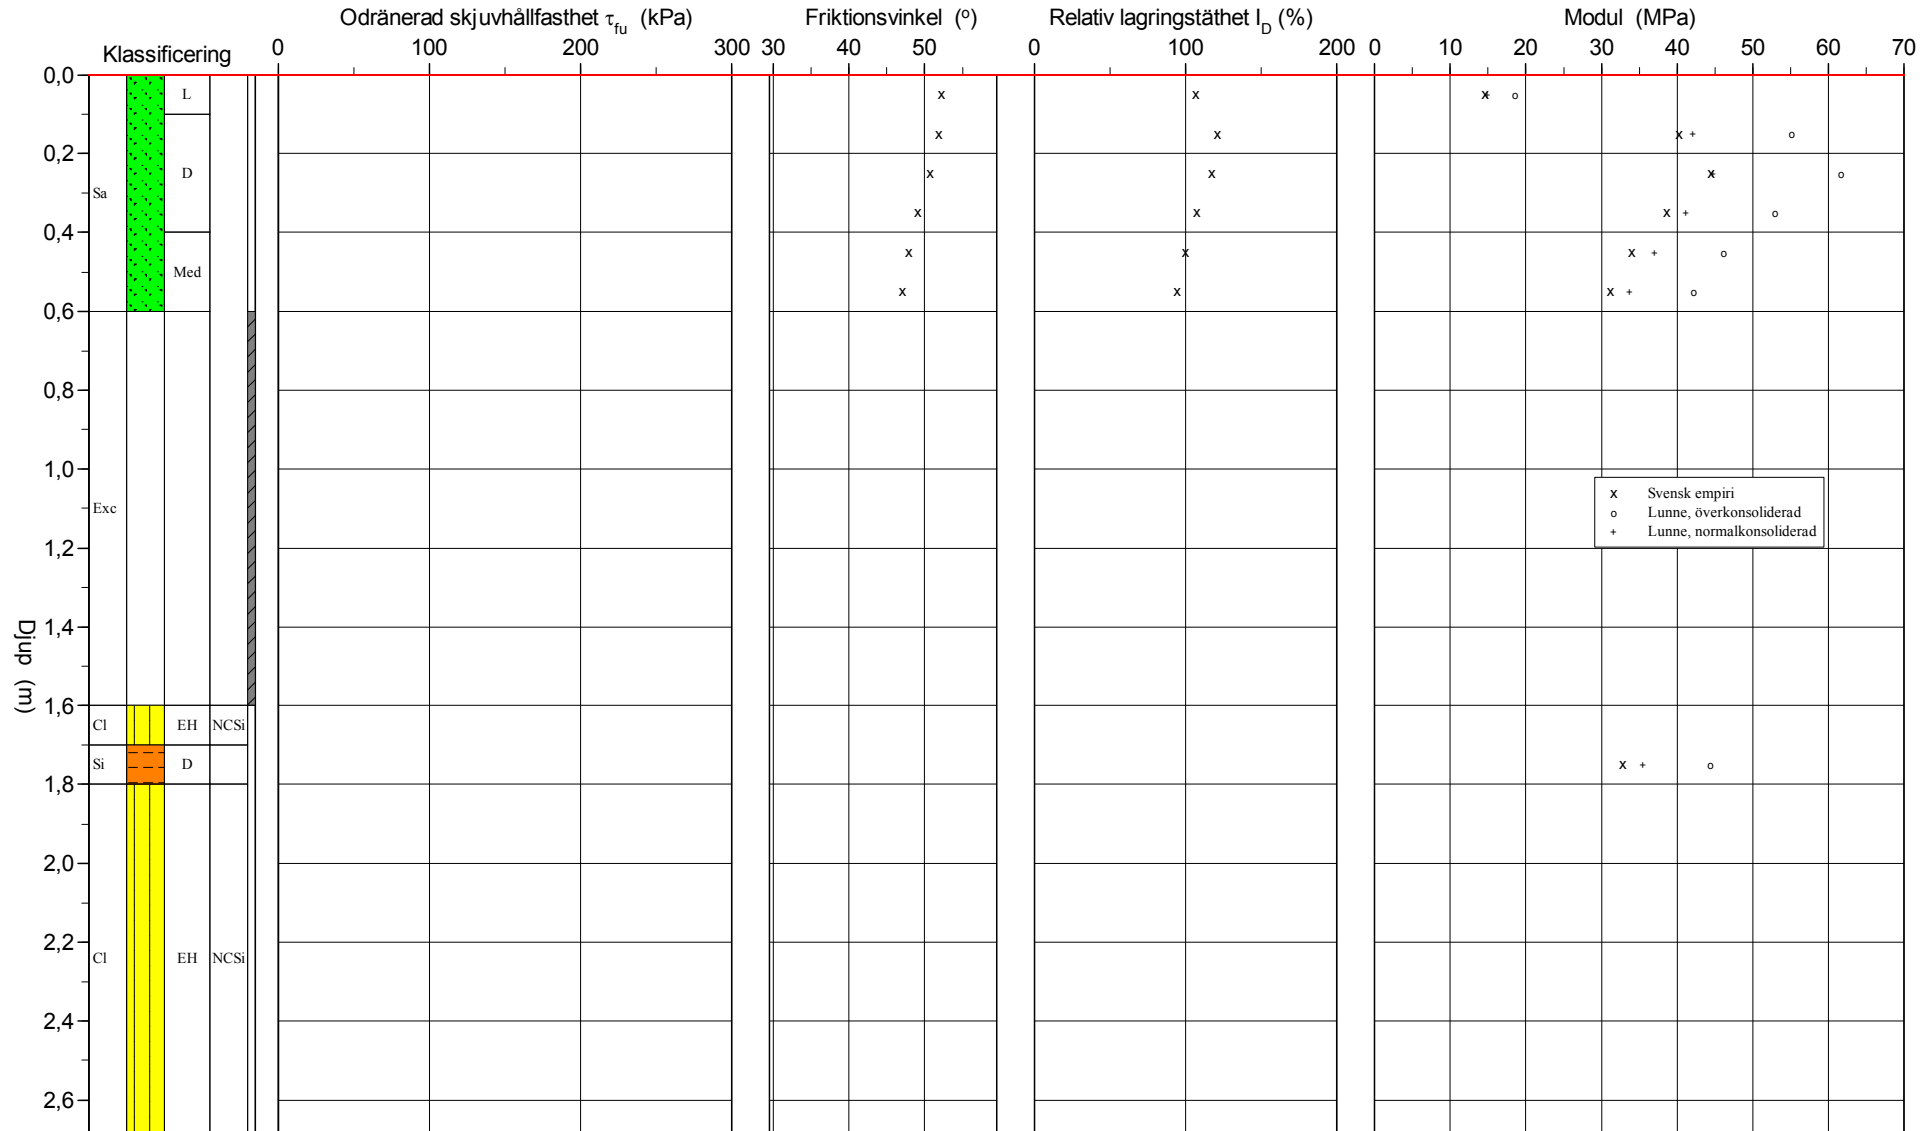 Odränerad skjuvhållfasthet τfu (kPa) Friktionsvinkel (°) Relativ lagringstäthet ID (%) Modul (MPa)
Klassificering 0 100 200 300 30 40 50 0 100 200 0 10 20 30 40 50 60 70
0,0
L
0,2
D
Sa
0,4
Med
0,6
0,8
1,0
Exc
x Svensk empiri
o Lunne, överkonsoliderad
+ Lunne, normalkonsoliderad
1,2
1,4
Djup (m)
1,6
Cl EH NCSi
Si D
1,8
2,0
2,2
Cl EH NCSi
2,4
2,6